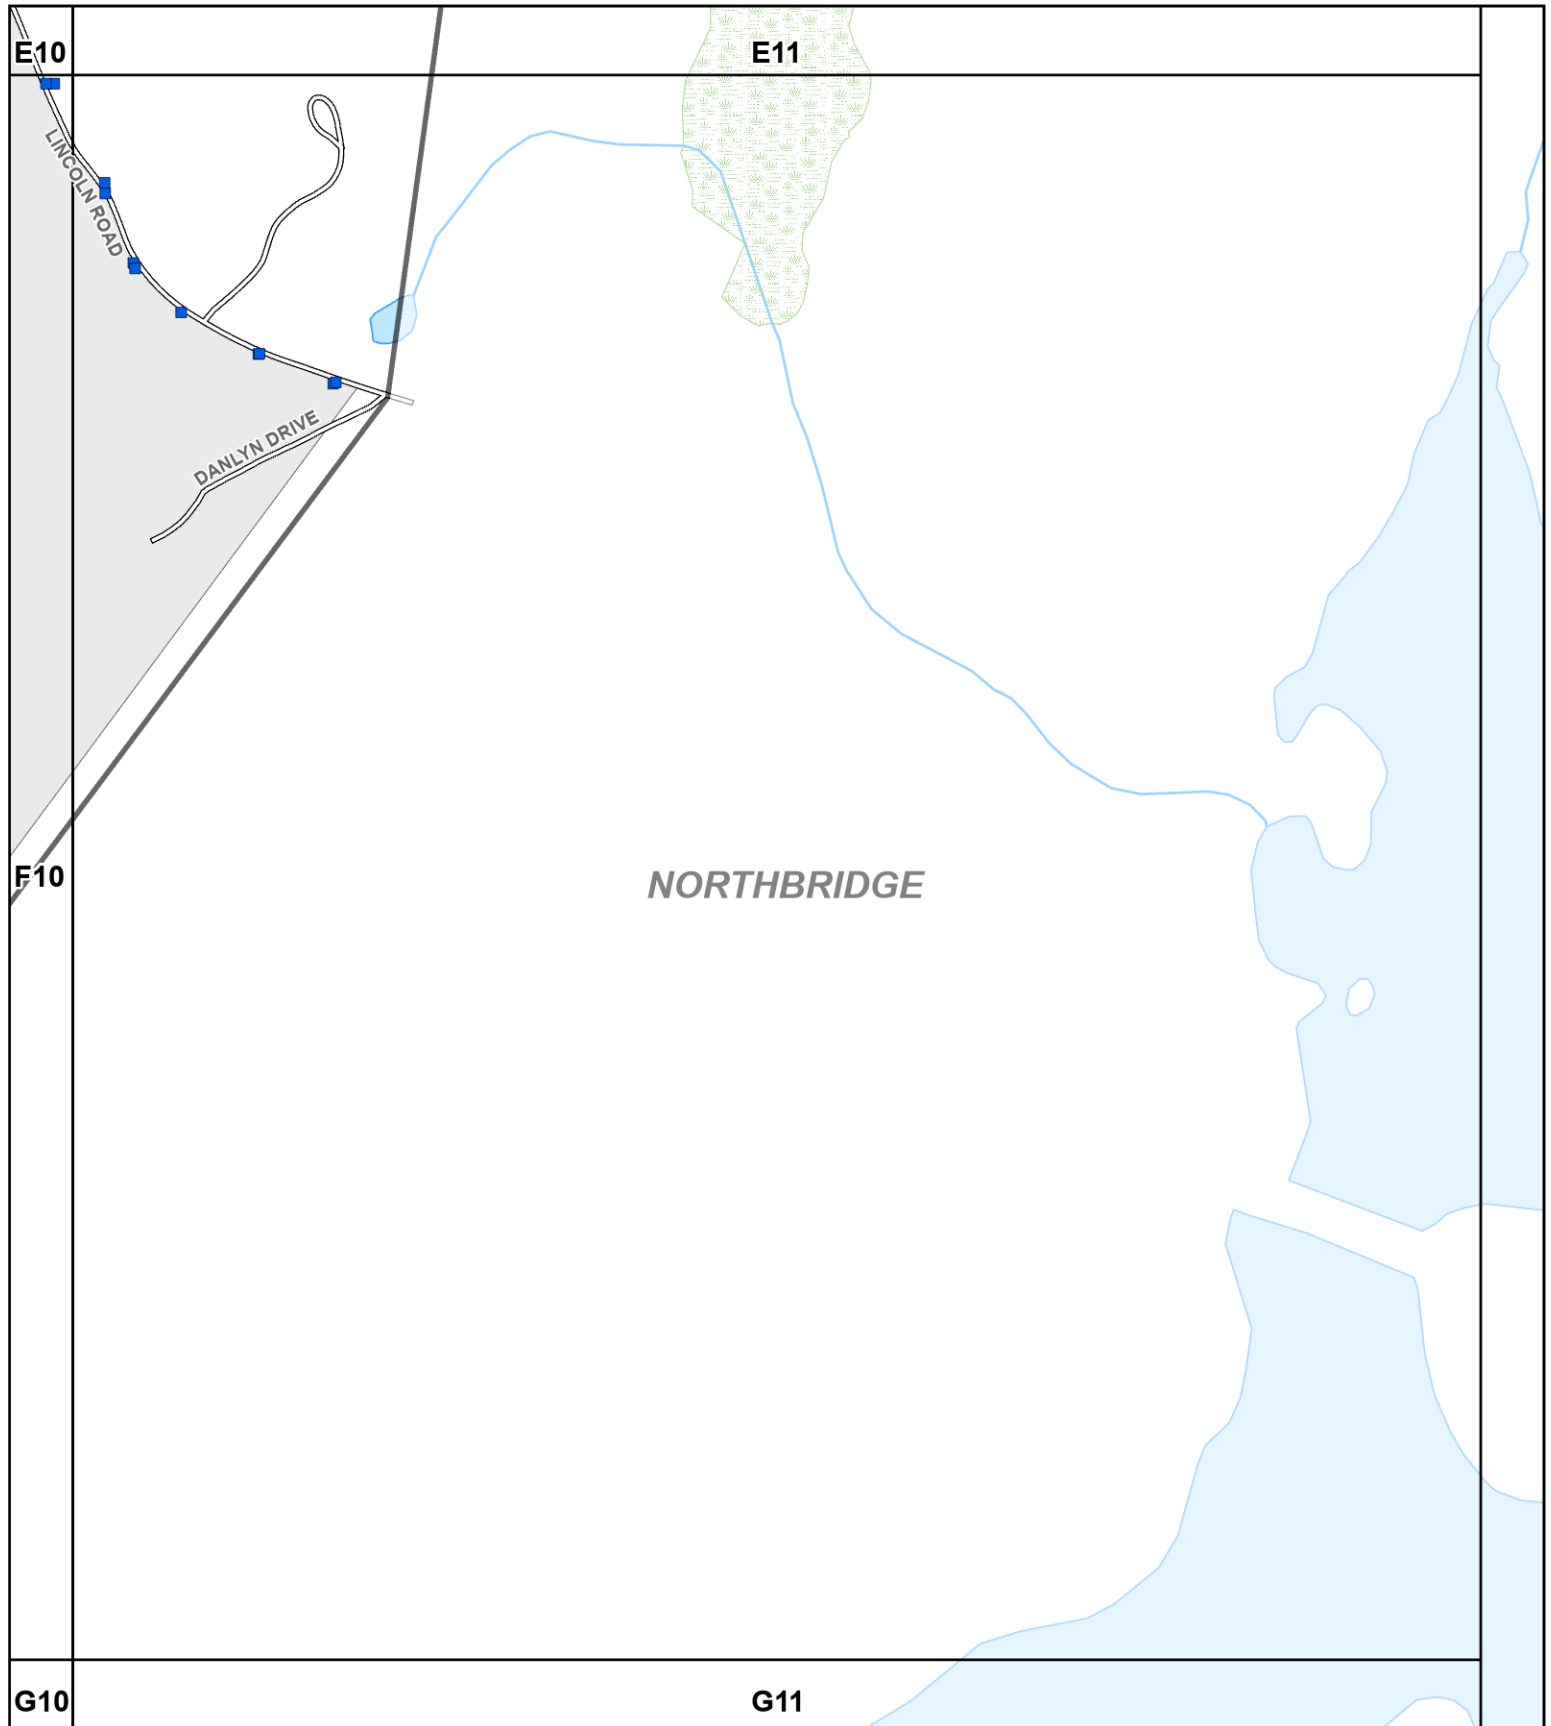 E10
E11
LINCOLN ROAD
DANLYN DRIVE
F10
NORTHBRIDGE
G10
G11